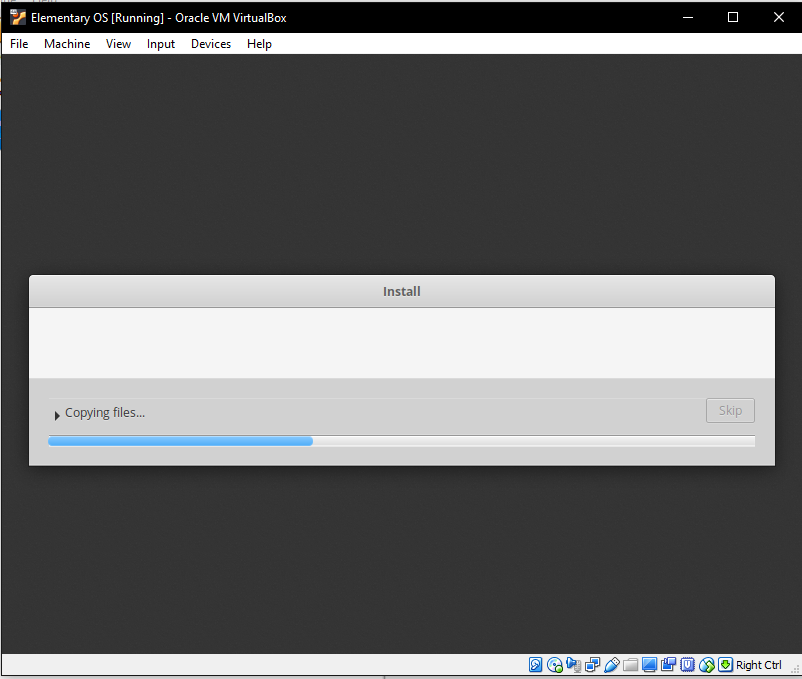 Elementary OS [Running] - Oracle VM VirtualBox
File Machine View Input Devices Help
Install
Copying files...
Skip
Right Ctrl